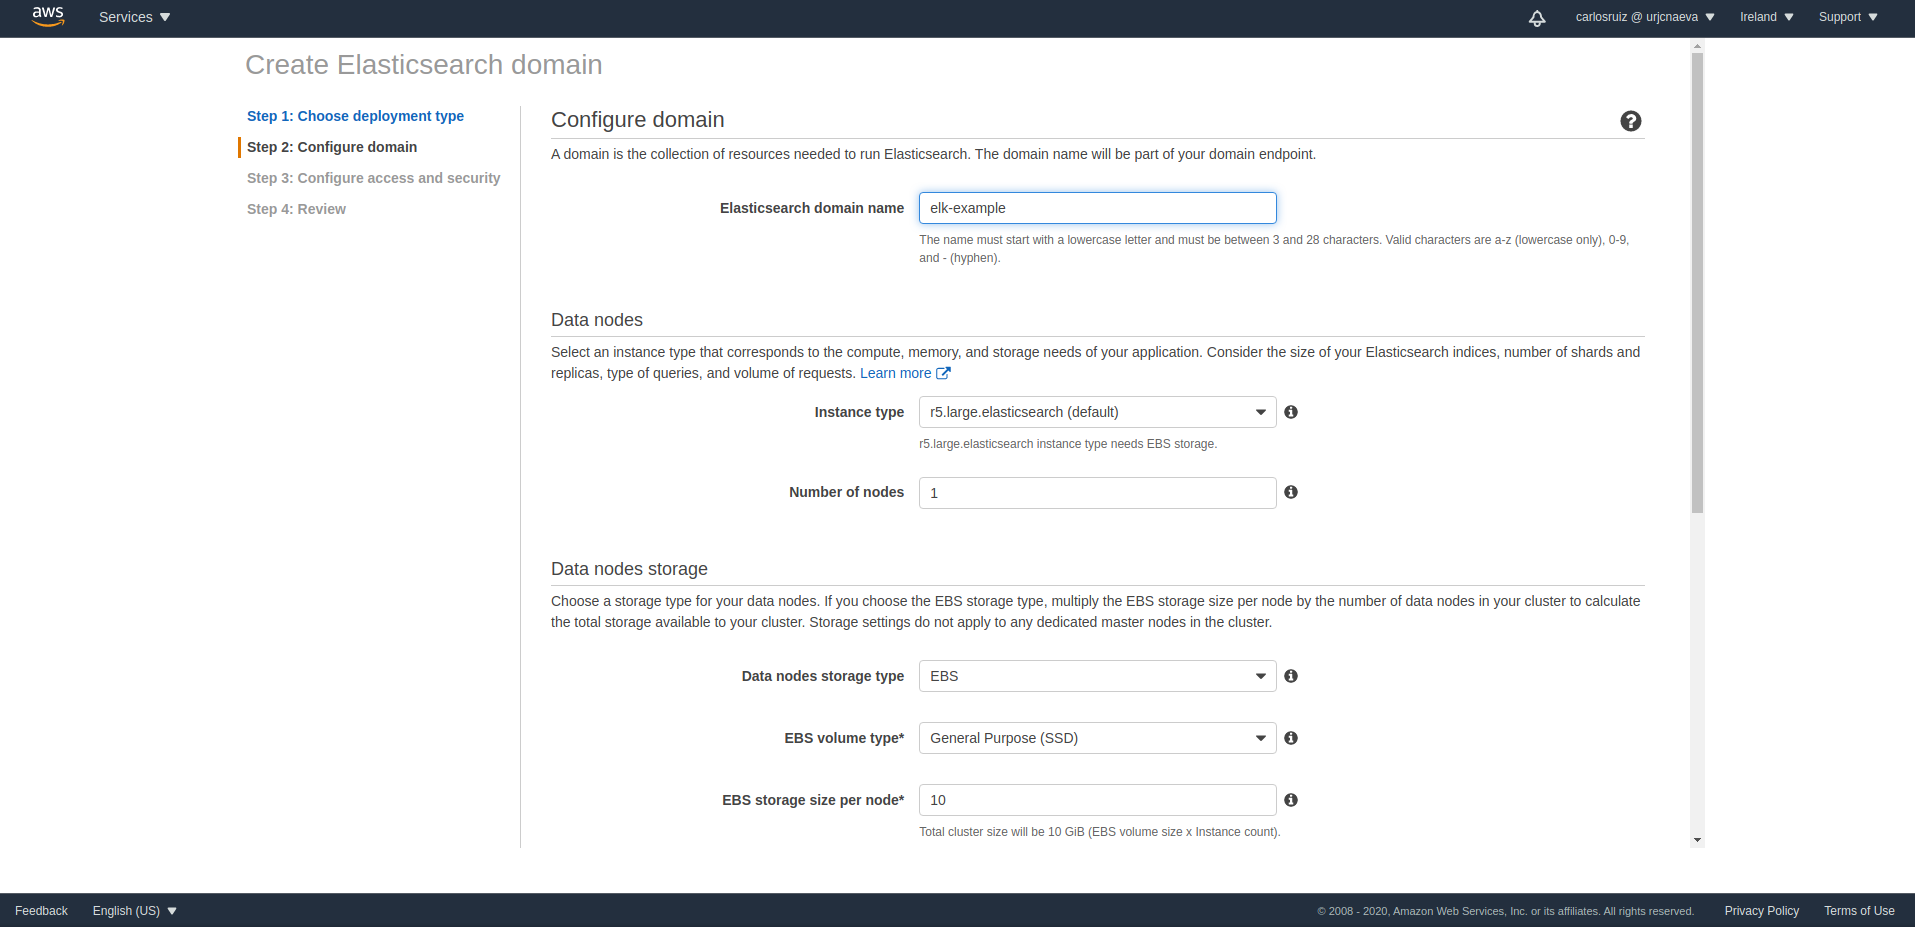 aws
Services
carlosruiz @ urjcnaeva
Ireland
Support
Create Elasticsearch domain
Step 1: Choose deployment type
Step 2: Configure domain
Step 3: Configure access and security
Step 4: Review
Configure domain
A domain is the collection of resources needed to run Elasticsearch. The domain name will be part of your domain endpoint.
Elasticsearch domain name
elk-example
The name must start with a lowercase letter and must be between 3 and 28 characters. Valid characters are a-z (lowercase only), 0-9,
and - (hyphen).
Data nodes
Select an instance type that corresponds to the compute, memory, and storage needs of your application. Consider the size of your Elasticsearch indices, number of shards and
replicas, type of queries, and volume of requests. Learn more
Instance type
r5.large.elasticsearch (default)
r5.large.elasticsearch instance type needs EBS storage.
Number of nodes
1
Data nodes storage
Choose a storage type for your data nodes. If you choose the EBS storage type, multiply the EBS storage size per node by the number of data nodes in your cluster to calculate
the total storage available to your cluster. Storage settings do not apply to any dedicated master nodes in the cluster.
Data nodes storage type
EBS
EBS volume type*
General Purpose (SSD)
EBS storage size per node*
10
Total cluster size will be 10 GiB (EBS volume size x Instance count).
Feedback
English (US)
© 2008 - 2020, Amazon Web Services, Inc. or its affiliates. All rights reserved.
Privacy Policy
Terms of Use